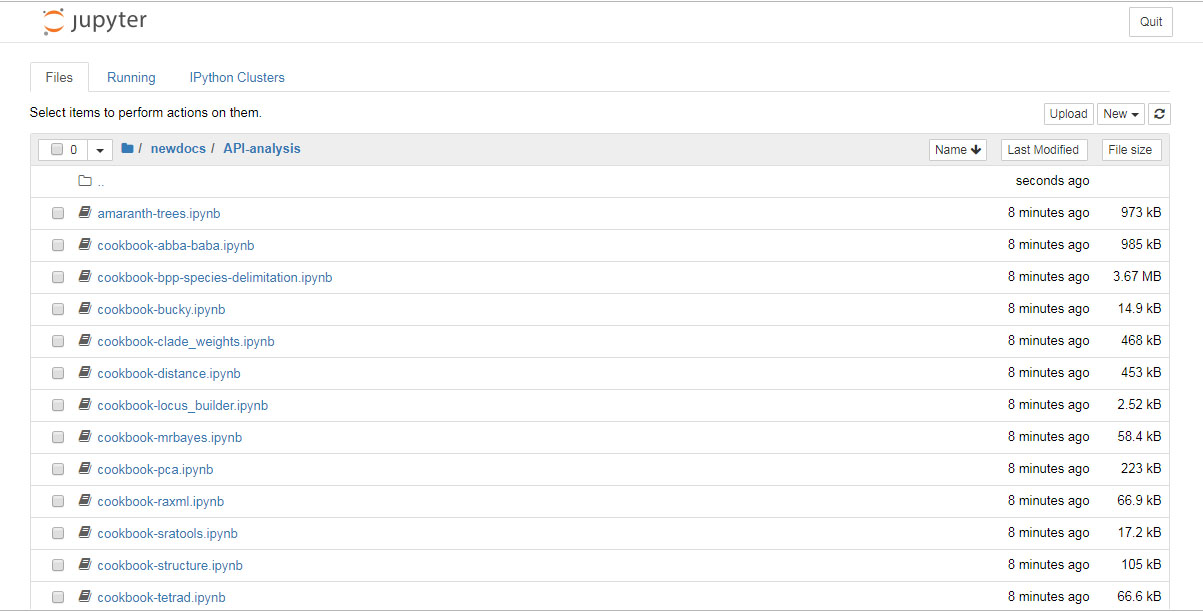 jupyter Quit
Files Running IPython Clusters
Select items to perform actions on them. Upload New
0 / newdocs / API-analysis Name Last Modified File size
.. seconds ago
amaranth-trees.ipynb 8 minutes ago 973 kB
cookbook-abba-baba.ipynb 8 minutes ago 985 kB
cookbook-bpp-species-delimitation.ipynb 8 minutes ago 3.67 MB
cookbook-bucky.ipynb 8 minutes ago 14.9 kB
cookbook-clade_weights.ipynb 8 minutes ago 468 kB
cookbook-distance.ipynb 8 minutes ago 453 kB
cookbook-locus_builder.ipynb 8 minutes ago 2.52 kB
cookbook-mrbayes.ipynb 8 minutes ago 58.4 kB
cookbook-pca.ipynb 8 minutes ago 223 kB
cookbook-raxml.ipynb 8 minutes ago 66.9 kB
cookbook-sratools.ipynb 8 minutes ago 17.2 kB
cookbook-structure.ipynb 8 minutes ago 105 kB
cookbook-tetrad.ipynb 8 minutes ago 66.6 kB